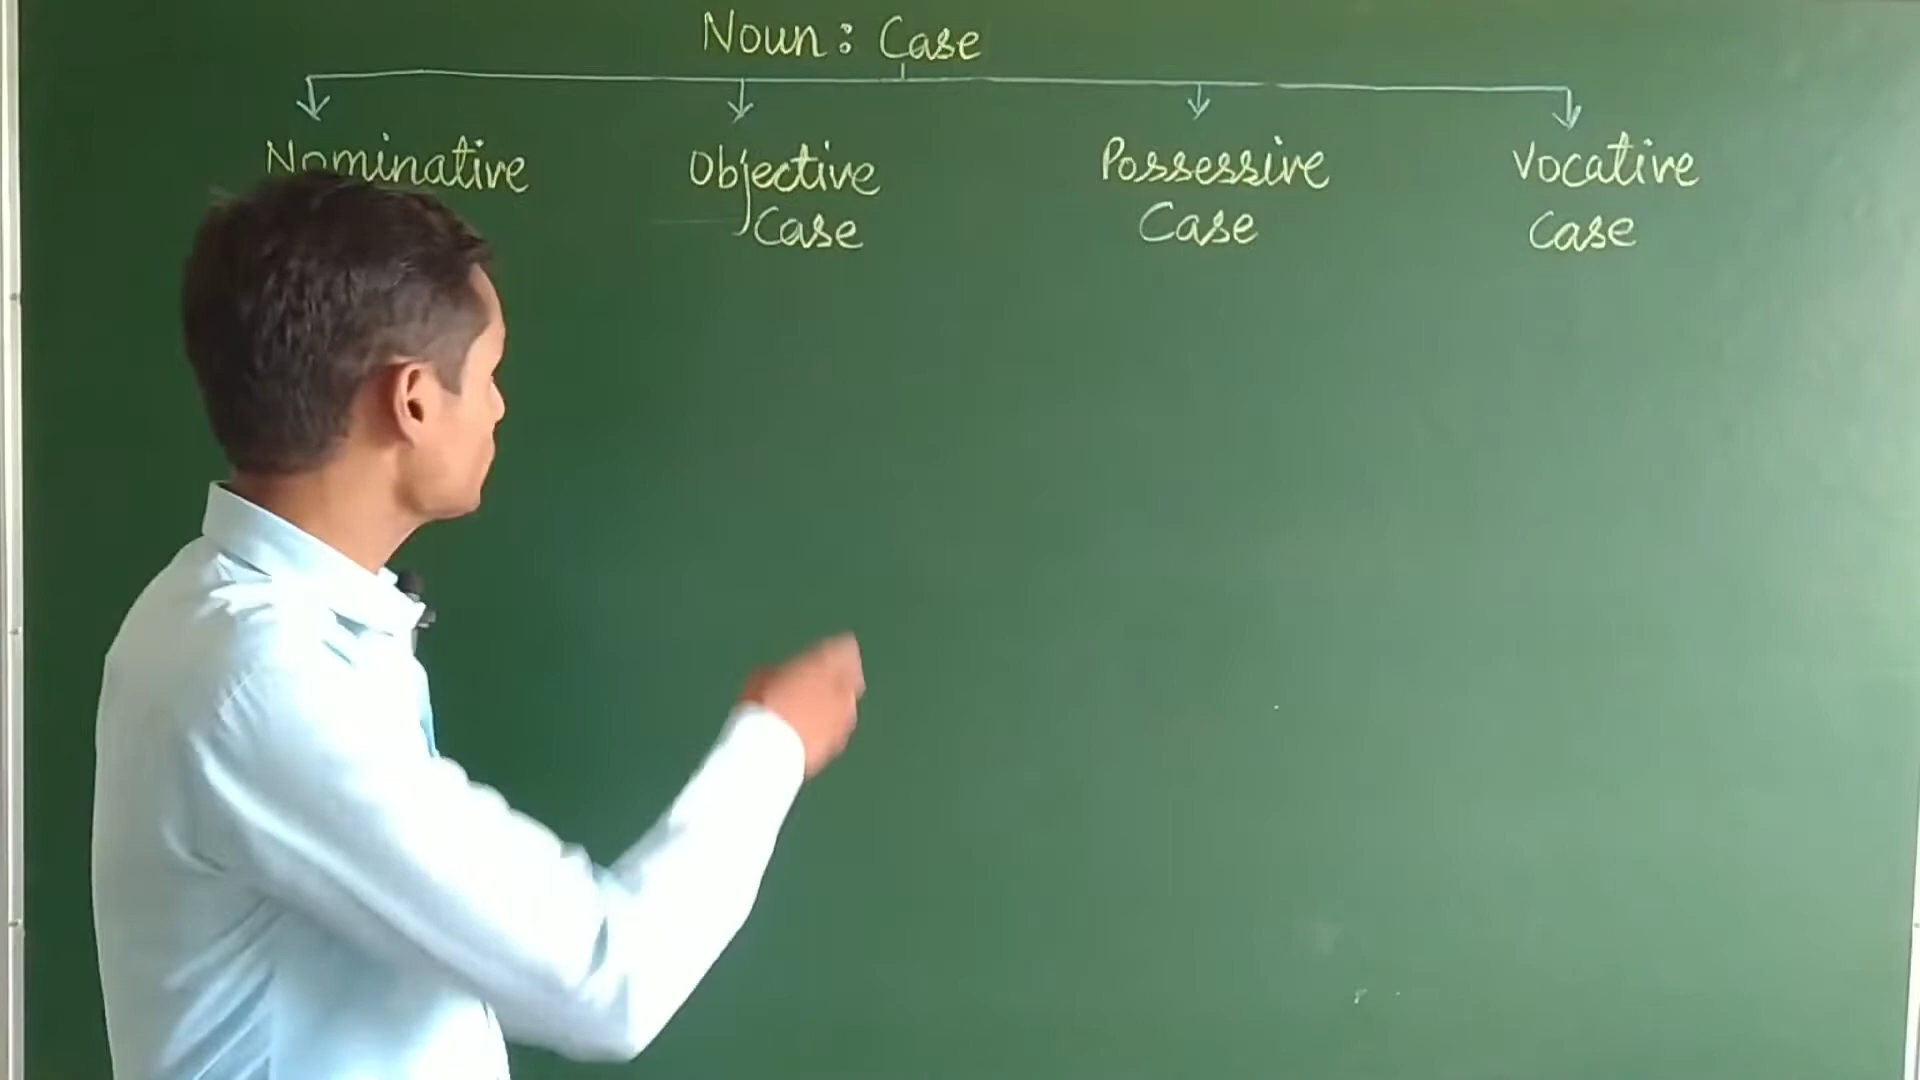 Noun : Case
Nominative
Objective
Case
Possessive
Case
Vocative
Case